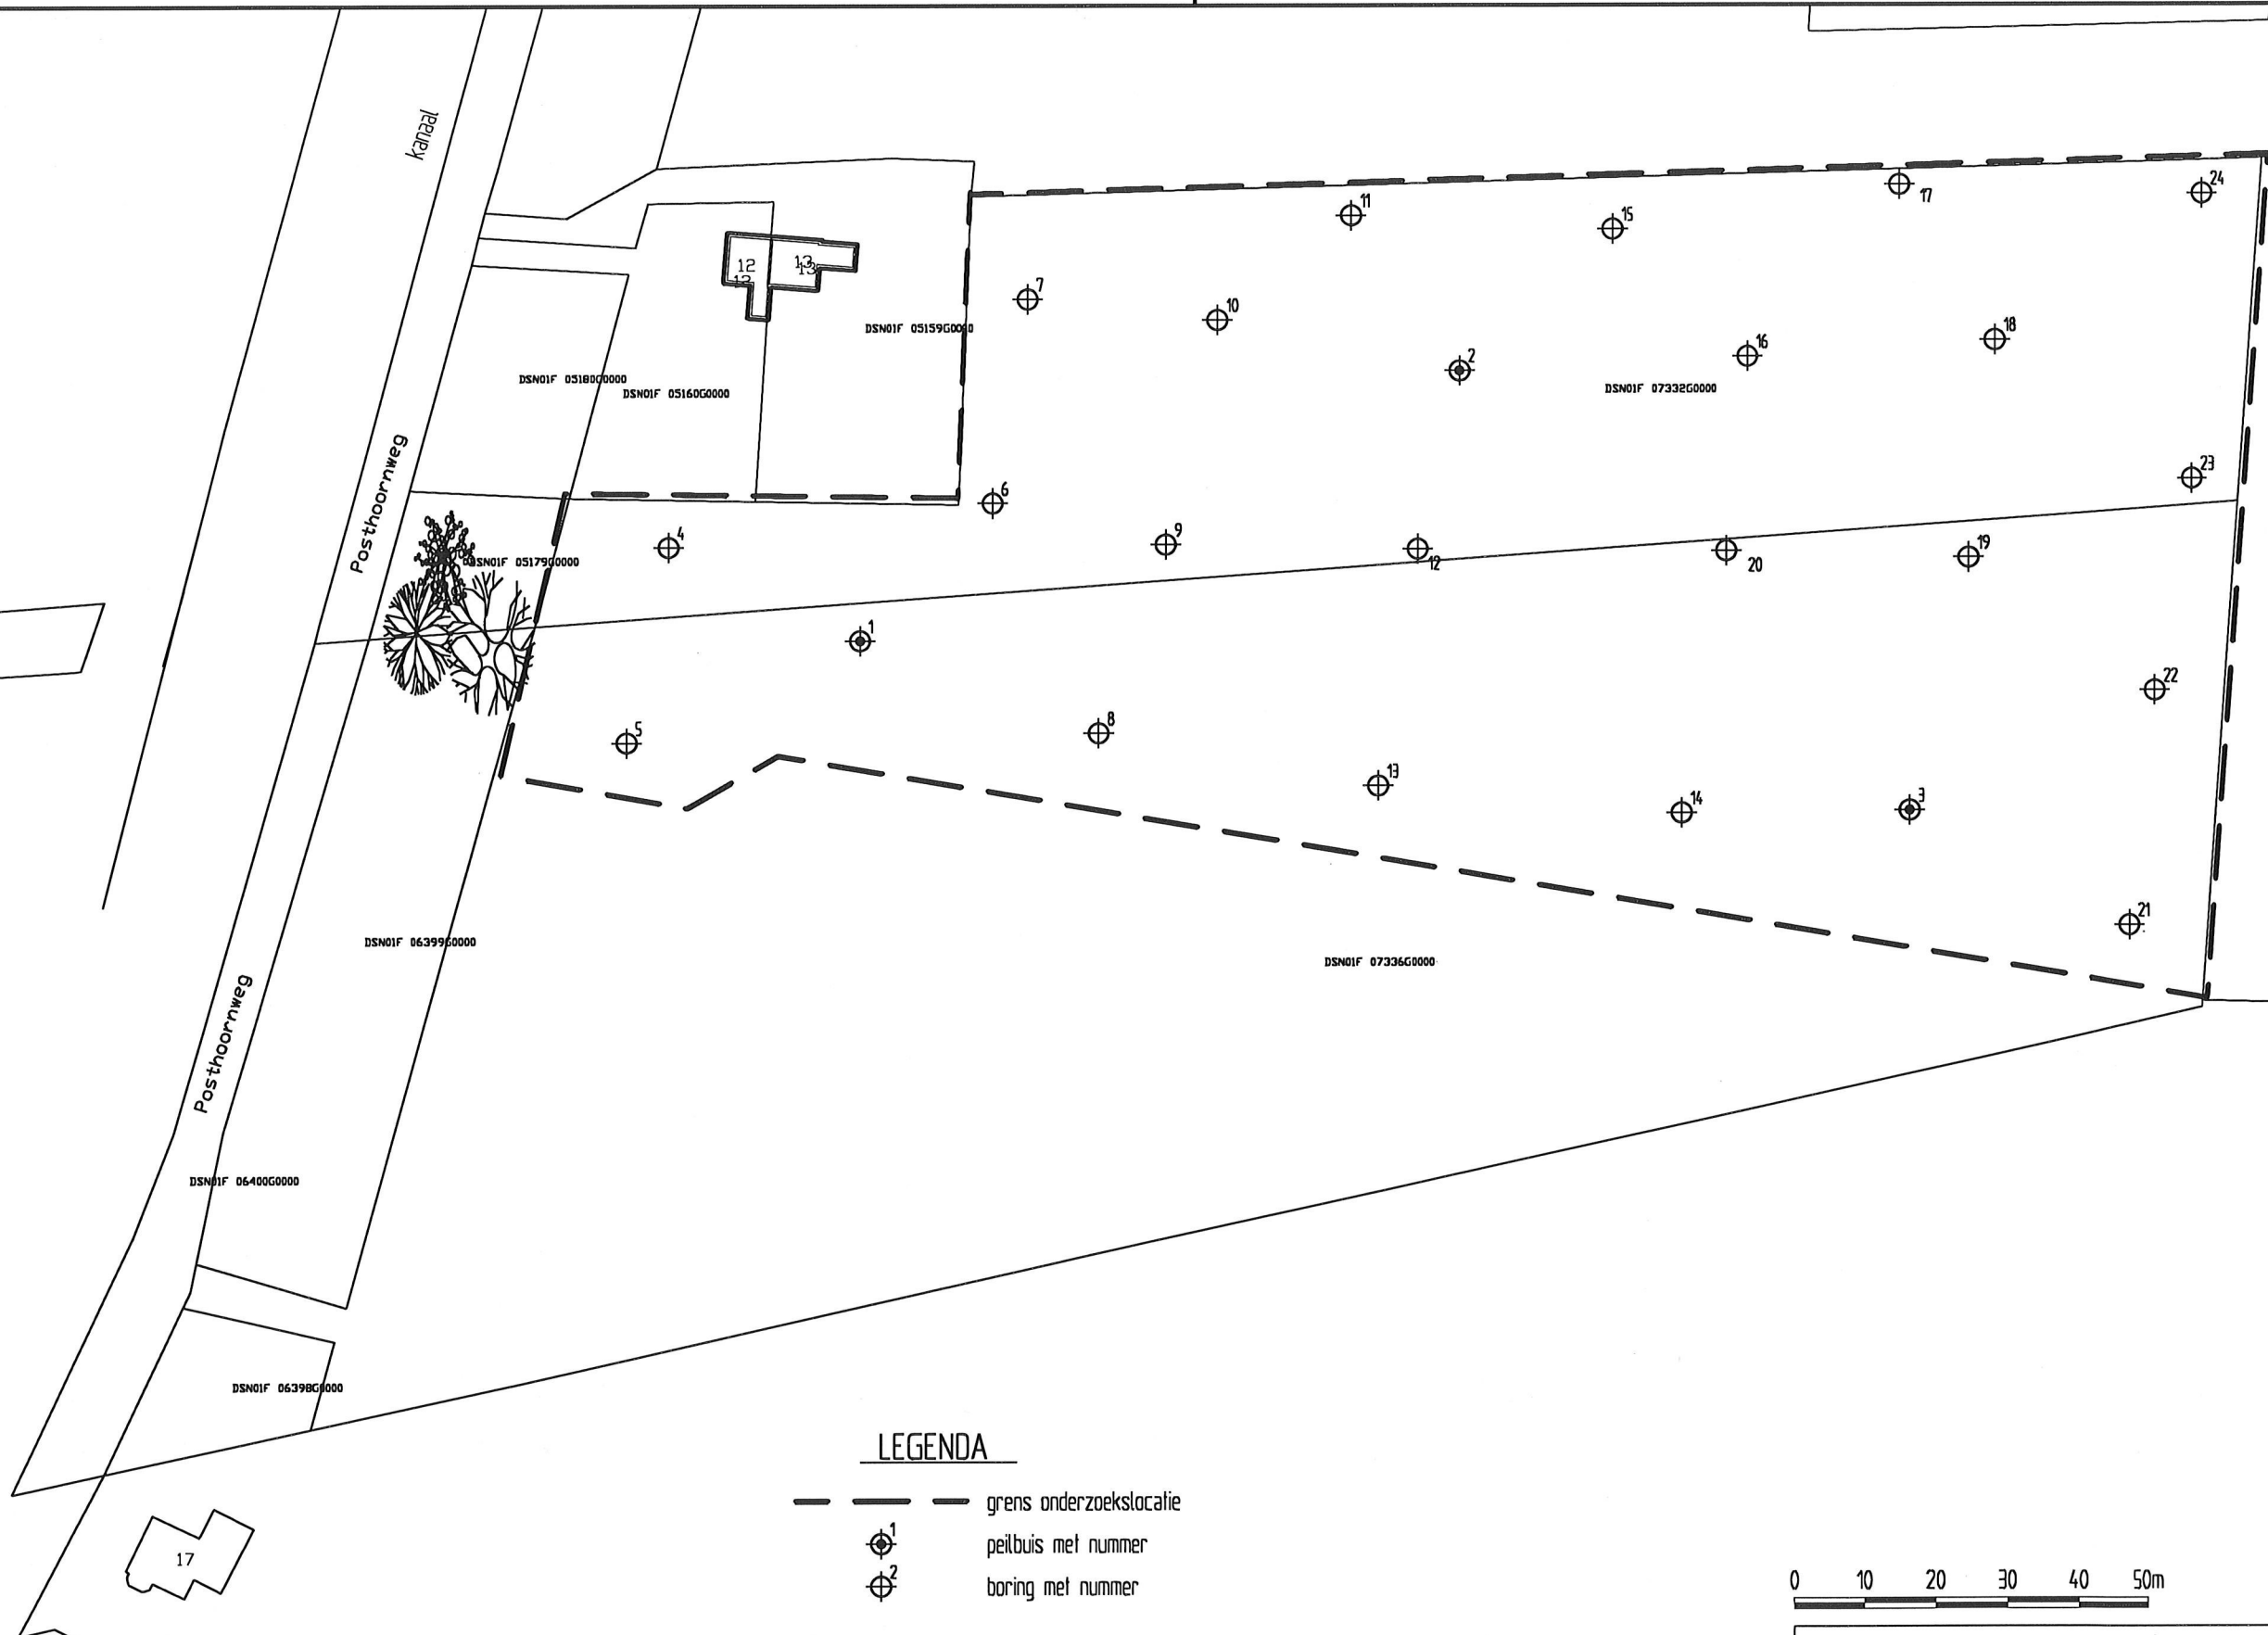 kanaal
Posthoornweg
Posthoornweg
12
13
13
DSN01F 05159G0000
DSN01F 05180G0000
DSN01F 05160G0000
DSN01F 05179G0000
DSN01F 07332G0000
DSN01F 06399G0000
DSN01F 07336G0000
DSN01F 06400G0000
DSN01F 06398G0000
11
15
17
24
7
10
2
16
18
6
23
4
9
12
20
19
1
22
5
8
13
14
3
21
17
LEGENDA
grens onderzoekslocatie
1 peilbuis met nummer
2 boring met nummer
0 10 20 30 40 50m